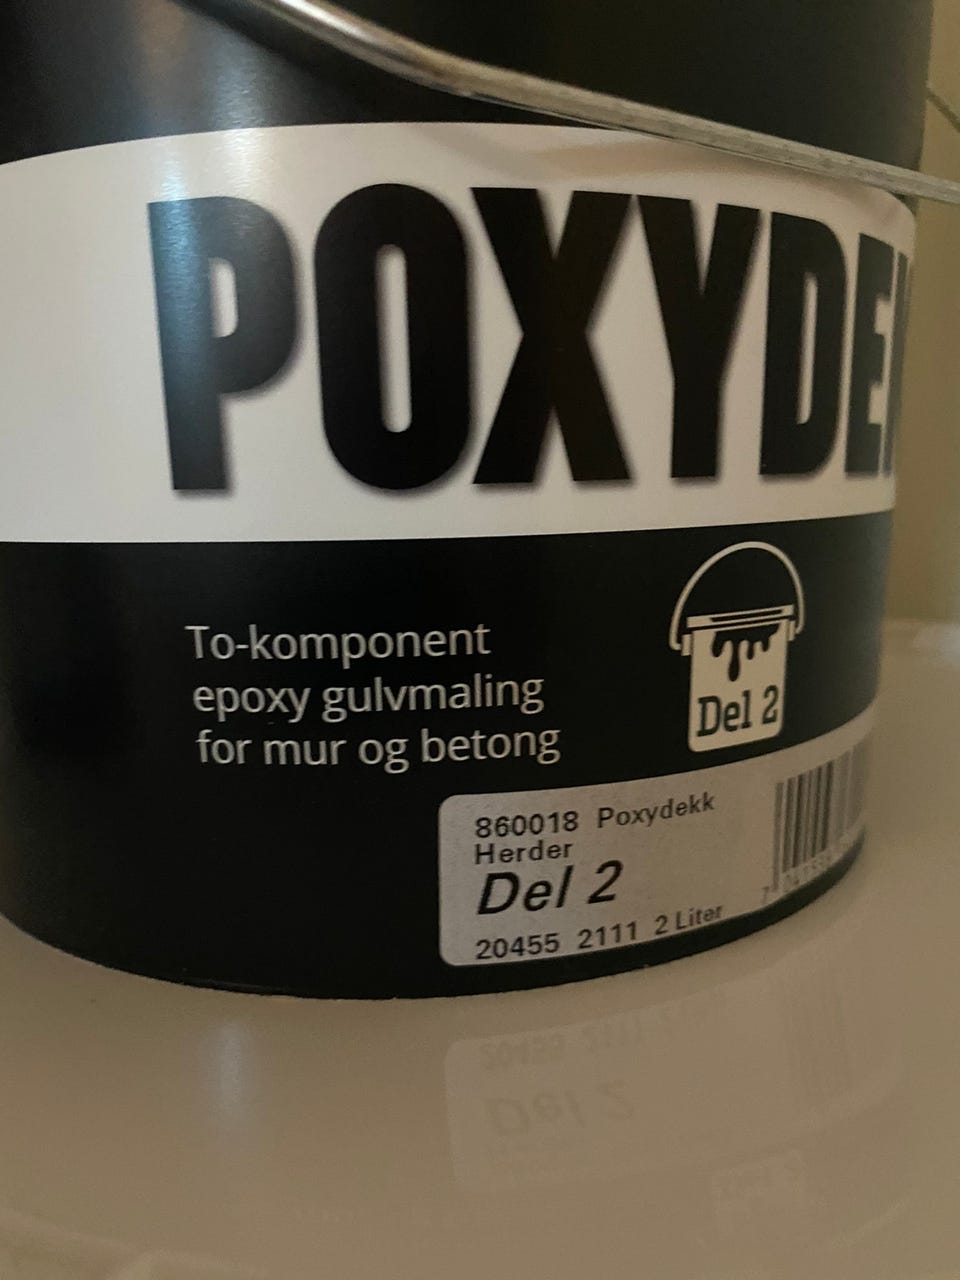 POXYDEK
To-komponent
epoxy gulvmaling
for mur og betong
Del 2
860018 Poxydekk
Herder
Del 2
20455 2111 2 Liter